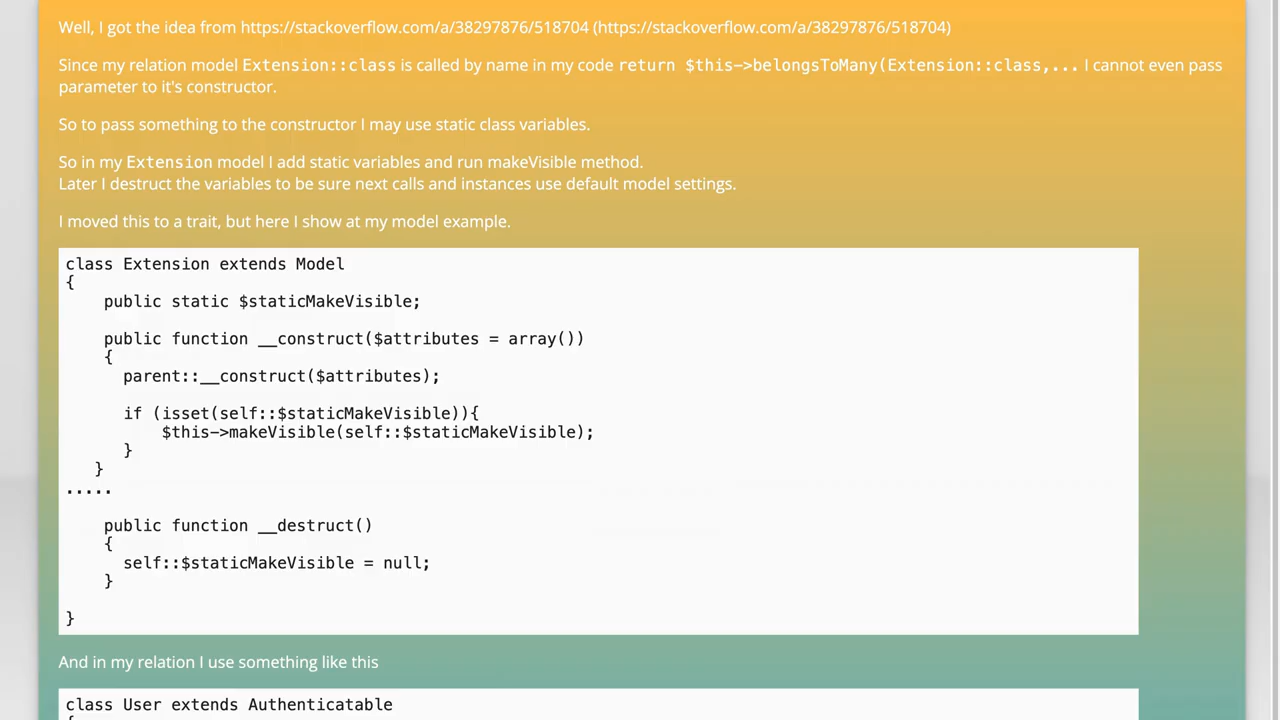 Well, I got the idea from https://stackoverflow.com/a/38297876/518704 (https://stackoverflow.com/a/38297876/518704)
Since my relation model Extension::class is called by name in my code return $this->belongsToMany(Extension::class,... I cannot even pass
parameter to it's constructor.
So to pass something to the constructor I may use static class variables.
So in my Extension model I add static variables and run makeVisible method.
Later I destruct the variables to be sure next calls and instances use default model settings.
I moved this to a trait, but here I show at my model example.
class Extension extends Model
{
    public static $staticMakeVisible;
    public function __construct($attributes = array())
    {
      parent::__construct($attributes);
      if (isset(self::$staticMakeVisible)){
          $this->makeVisible(self::$staticMakeVisible);
      }
   }
.....
    public function __destruct()
    {
      self::$staticMakeVisible = null;
    }
}
And in my relation I use something like this
class User extends Authenticatable
{